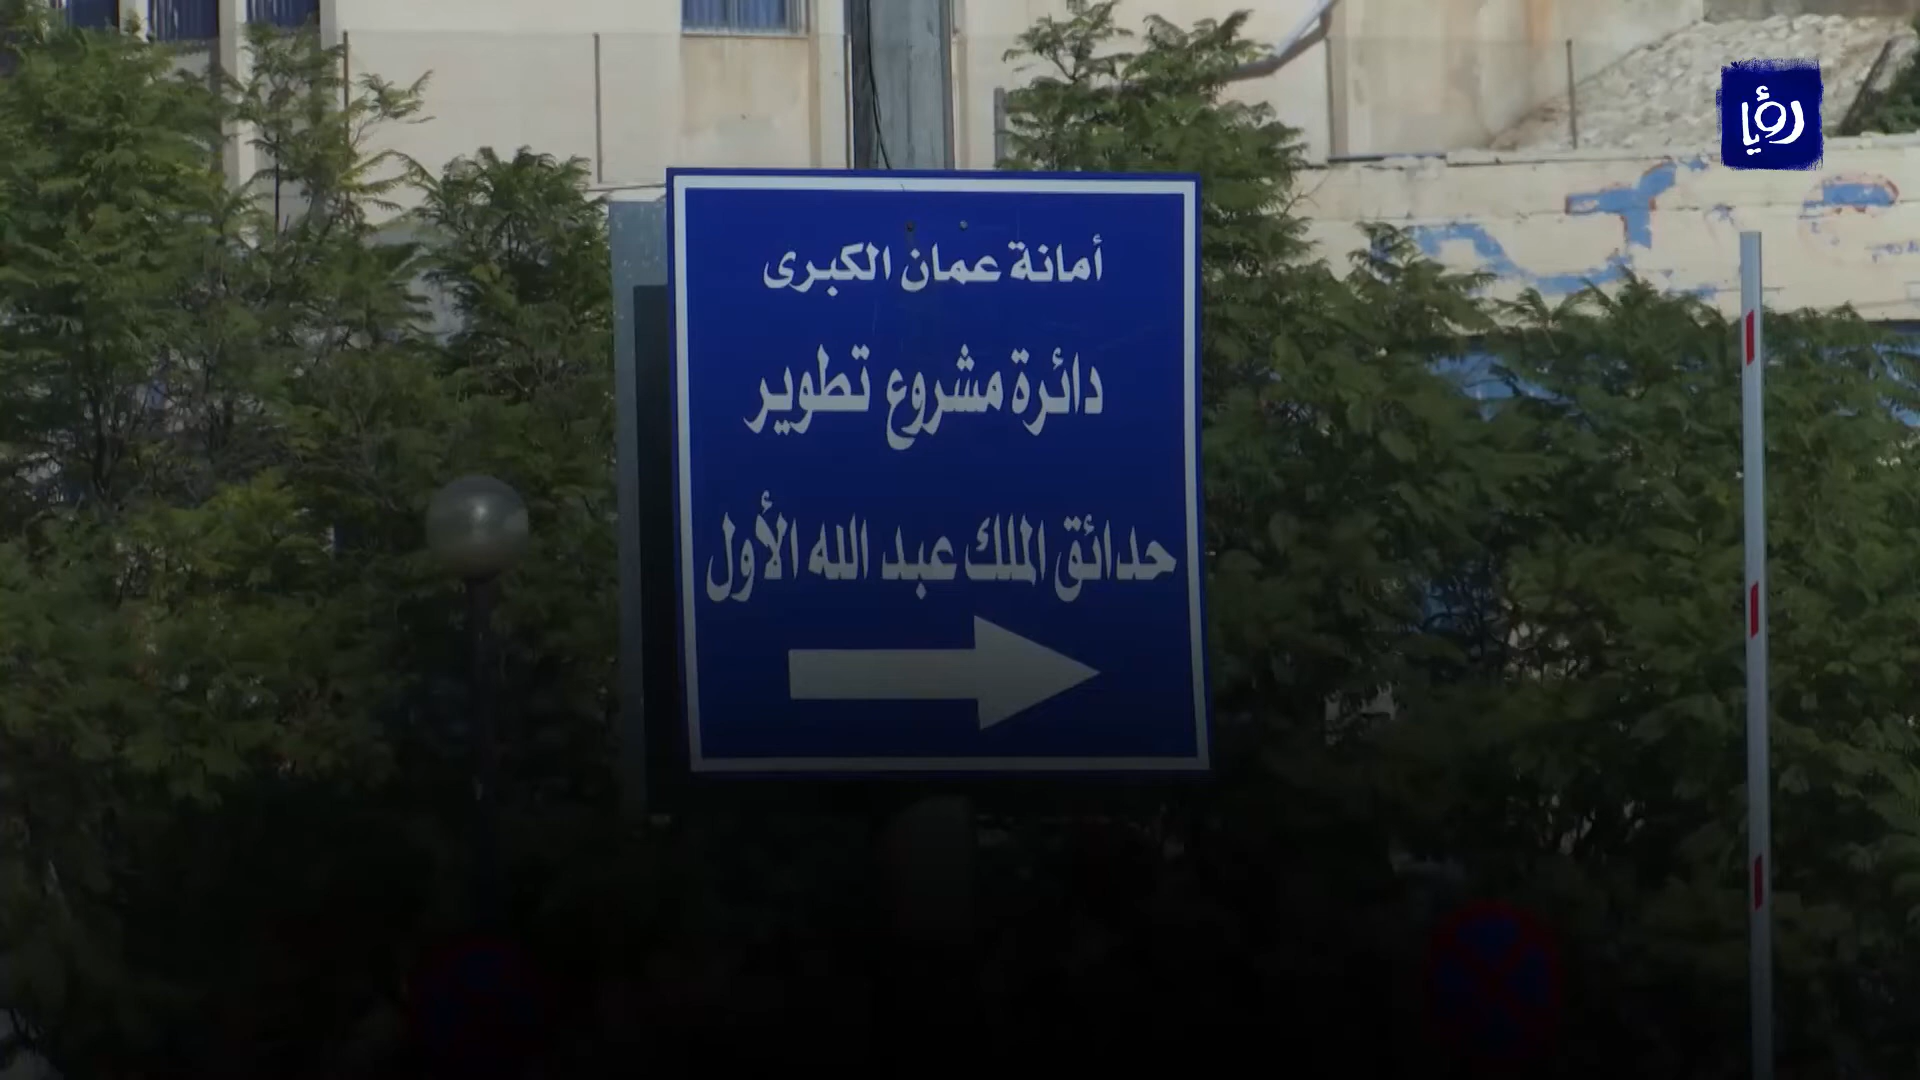 رؤيا
أمانة عمان الكبرى
دائرة مشروع تطوير
حدائق الملك عبد الله الأول